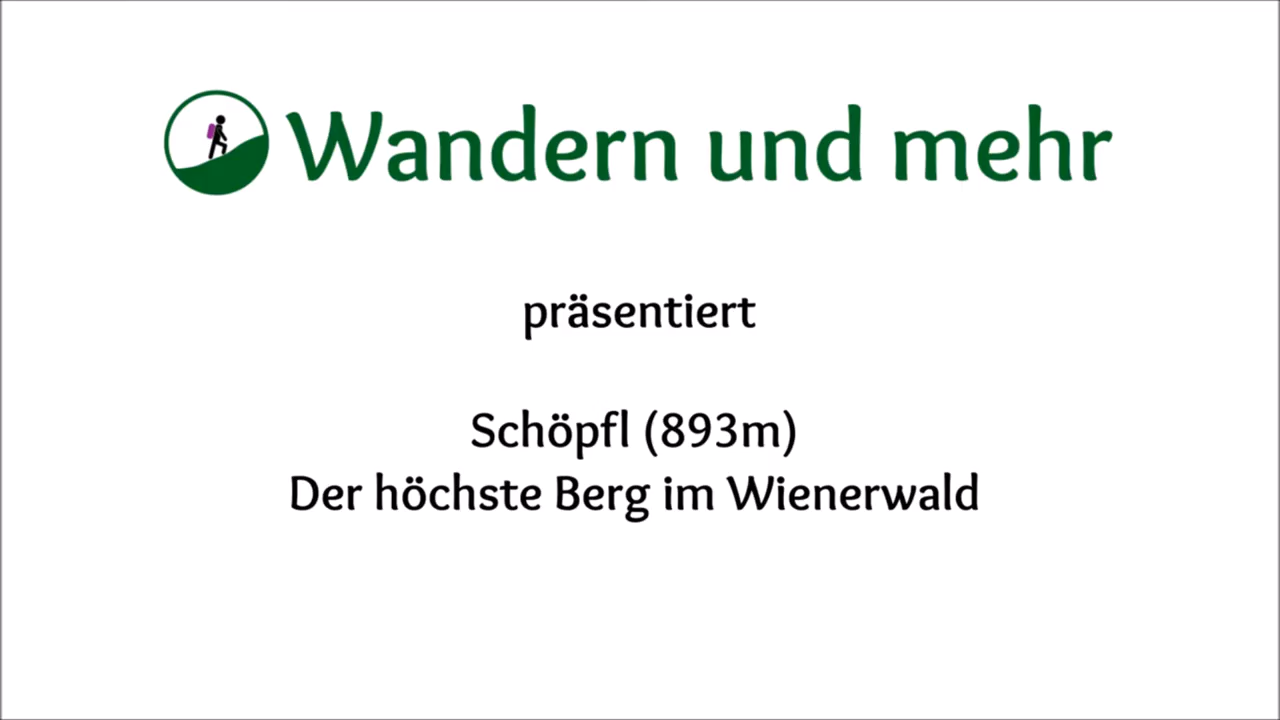 Wandern und mehr
präsentiert
Schöpfl (893m)
Der höchste Berg im Wienerwald